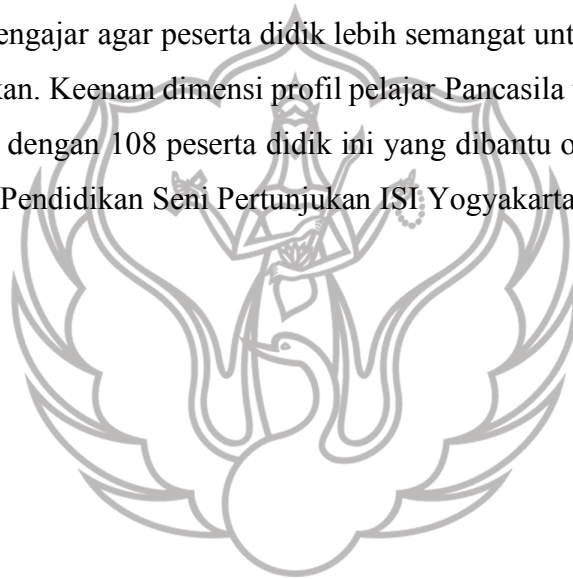 engajar agar peserta didik lebih semangat unt
kan. Keenam dimensi profil pelajar Pancasila
dengan 108 peserta didik ini yang dibantu o
Pendidikan Seni Pertunjukan ISI Yogyakarta